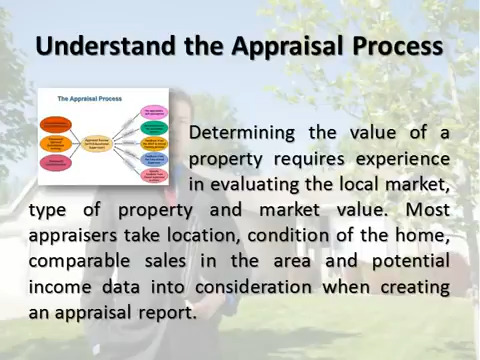 Understand the Appraisal Process
The Appraisal Process
Determining the value of a
property requires experience
in evaluating the local market,
type of property and market value. Most
appraisers take location, condition of the home,
comparable sales in the area and potential
income data into consideration when creating
an appraisal report.